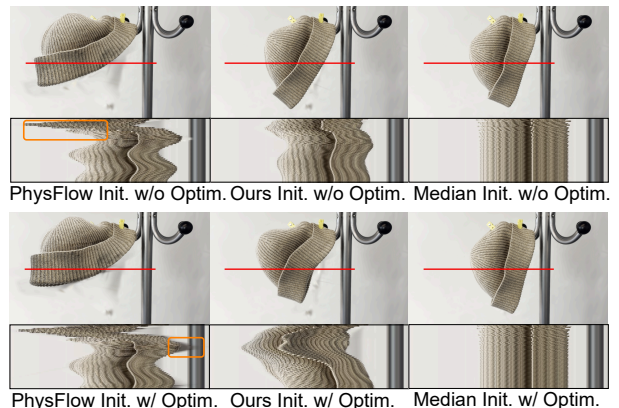 PhysFlow Init. w/o Optim. Ours Init. w/o Optim. Median Init. w/o Optim.
PhysFlow Init. w/ Optim. Ours Init. w/ Optim. Median Init. w/ Optim.